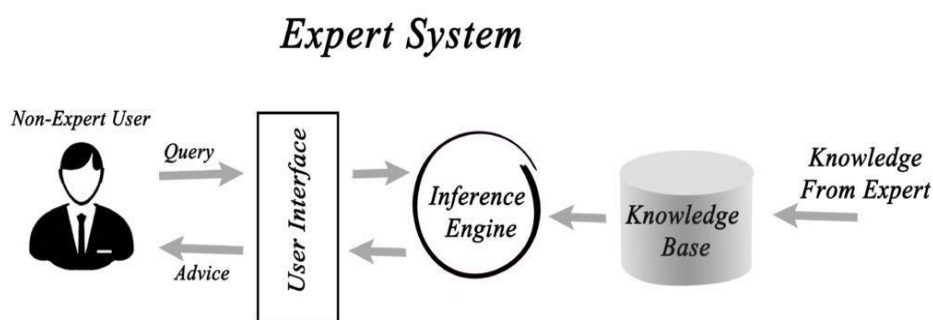 Expert System
Non-Expert User
Query
Advice
User Interface
Inference
Engine
Knowledge
Base
Knowledge
From Expert